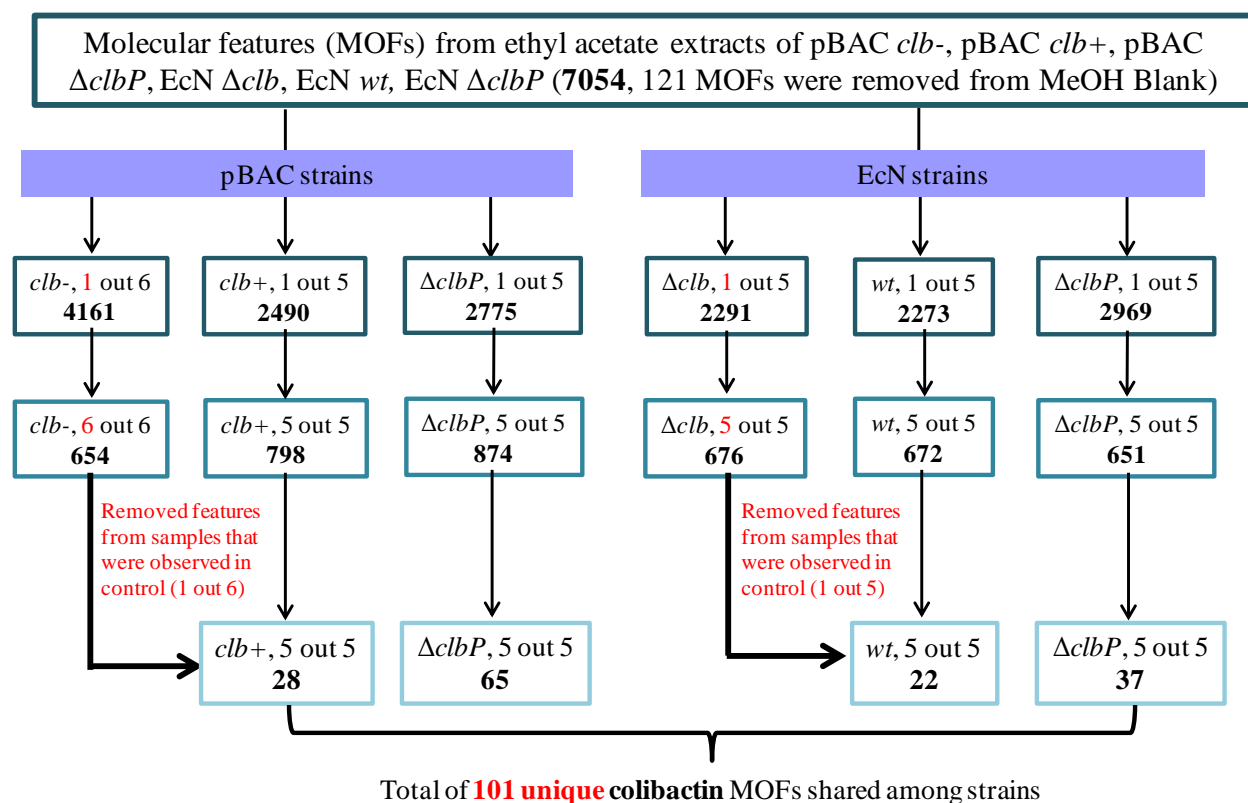 Molecular features (MOFs) from ethyl acetate extracts of pBAC clb-, pBAC clb+, pBAC
ΔclbP, EcN Δclb, EcN wt, EcN ΔclbP (7054, 121 MOFs were removed from MeOH Blank)
pBAC strains
EcN strains
clb-, 1 out 6
4161
clb+, 1 out 5
2490
ΔclbP, 1 out 5
2775
Δclb, 1 out 5
2291
wt, 1 out 5
2273
ΔclbP, 1 out 5
2969
clb-, 6 out 6
654
clb+, 5 out 5
798
ΔclbP, 5 out 5
874
Δclb, 5 out 5
676
wt, 5 out 5
672
ΔclbP, 5 out 5
651
Removed features
from samples that
were observed in
control (1 out 6)
Removed features
from samples that
were observed in
control (1 out 5)
clb+, 5 out 5
28
ΔclbP, 5 out 5
65
wt, 5 out 5
22
ΔclbP, 5 out 5
37
Total of 101 unique colibactin MOFs shared among strains